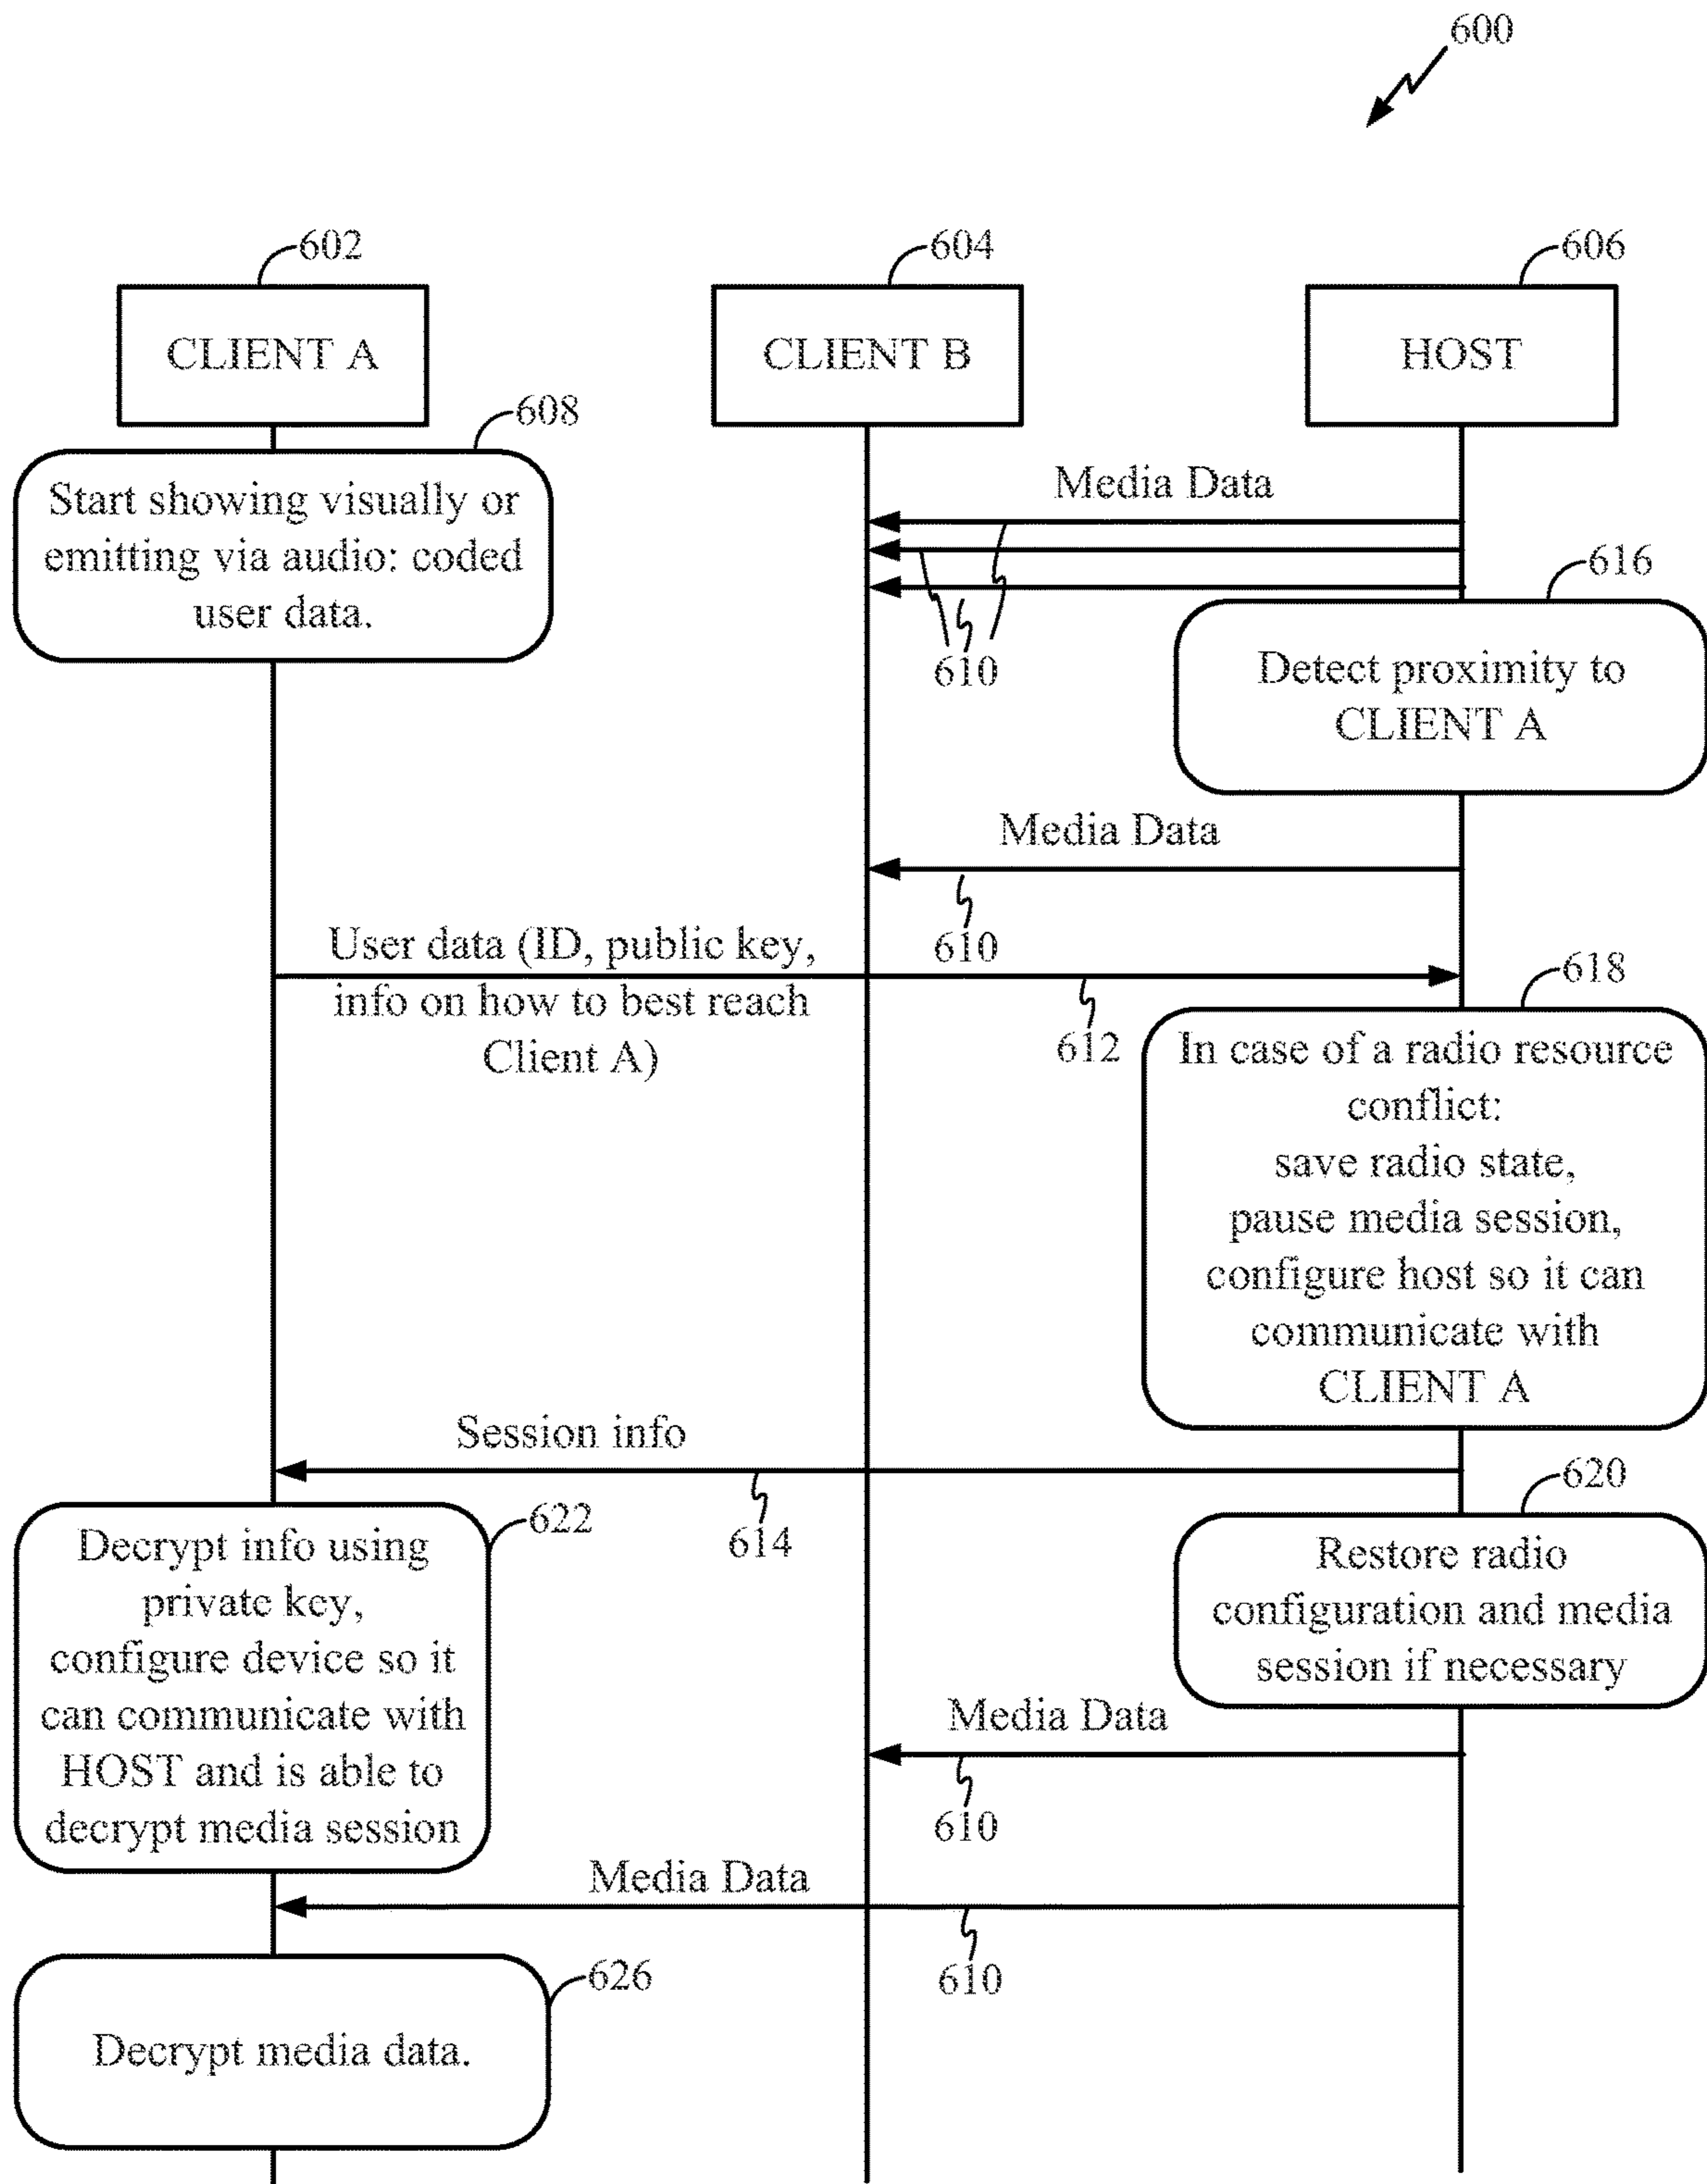 600
602
604
606
CLIENT A
CLIENT B
HOST
608
Start showing visually or
emitting via audio: coded
user data.
Media Data
610
616
Detect proximity to
CLIENT A
Media Data
610
User data (ID, public key,
info on how to best reach
Client A)
612
618
In case of a radio resource
conflict:
save radio state,
pause media session,
configure host so it can
communicate with
CLIENT A
Session info
614
620
Restore radio
configuration and media
session if necessary
622
Decrypt info using
private key,
configure device so it
can communicate with
HOST and is able to
decrypt media session
Media Data
610
Media Data
610
626
Decrypt media data.